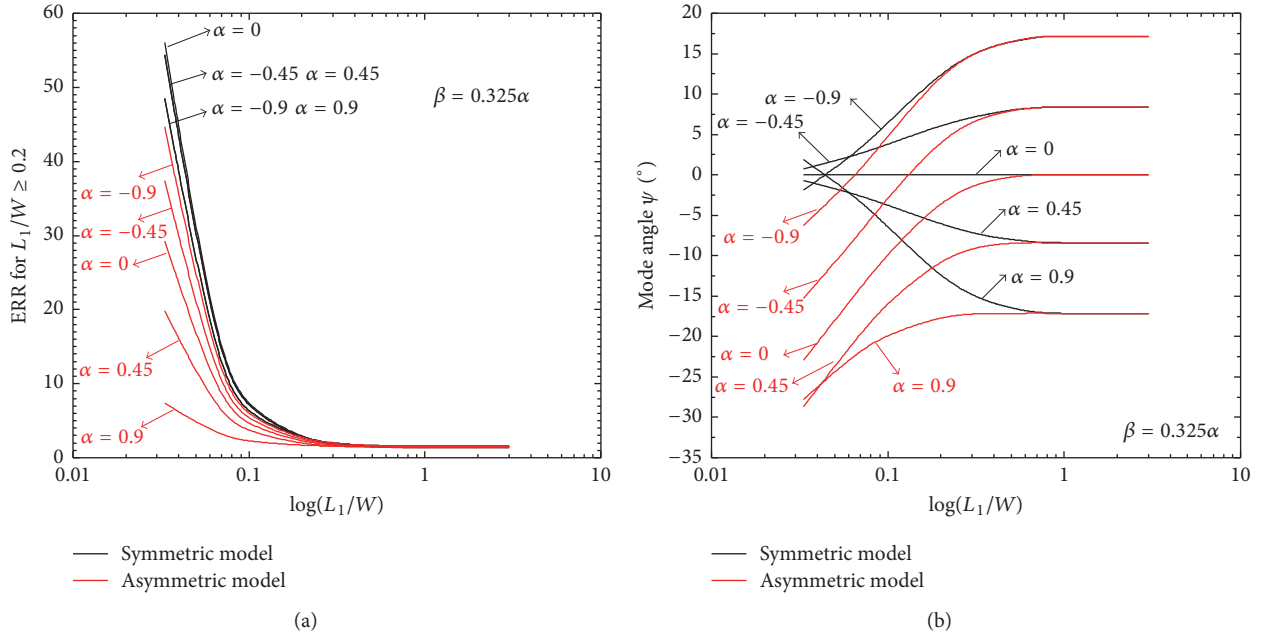 60
50
40
30
20
10
0
0.01
0.1
1
10
ERR for L₁/W ≥ 0.2
log(L₁/W)
α = 0
α = −0.45 α = 0.45
α = −0.9 α = 0.9
β = 0.325α
α = −0.9
α = −0.45
α = 0
α = 0.45
α = 0.9
Symmetric model
Asymmetric model
(a)
20
15
10
5
0
−5
−10
−15
−20
−25
−30
−35
0.01
0.1
1
10
Mode angle ψ (°)
log(L₁/W)
α = −0.9
α = −0.45
α = 0
α = 0.45
α = −0.9
α = 0.9
α = −0.45
α = 0
α = 0.45
α = 0.9
β = 0.325α
Symmetric model
Asymmetric model
(b)